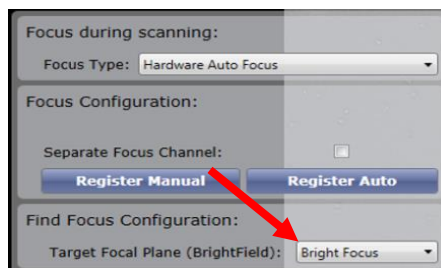 Focus during scanning:
Focus Type: Hardware Auto Focus
Focus Configuration:
Separate Focus Channel:
Register Manual Register Auto
Find Focus Configuration:
Target Focal Plane (BrightField): Bright Focus